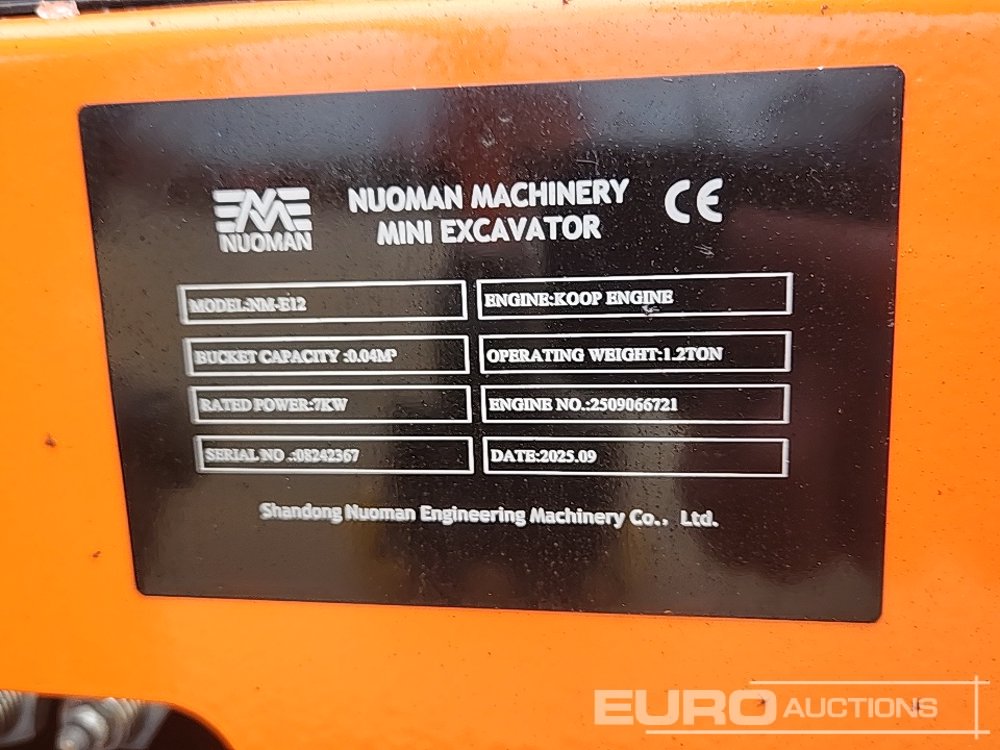 NUOMAN
NUOMAN MACHINERY
MINI EXCAVATOR
CE
MODEL:NM-E12
ENGINE:KOOP ENGINE
BUCKET CAPACITY :0.04M³
OPERATING WEIGHT:1.2TON
RATED POWER:7KW
ENGINE NO.:2509066721
SERIAL NO .:08242367
DATE:2025.09
Shandong Nuoman Engineering Machinery Co., Ltd.
EURO AUCTIONS